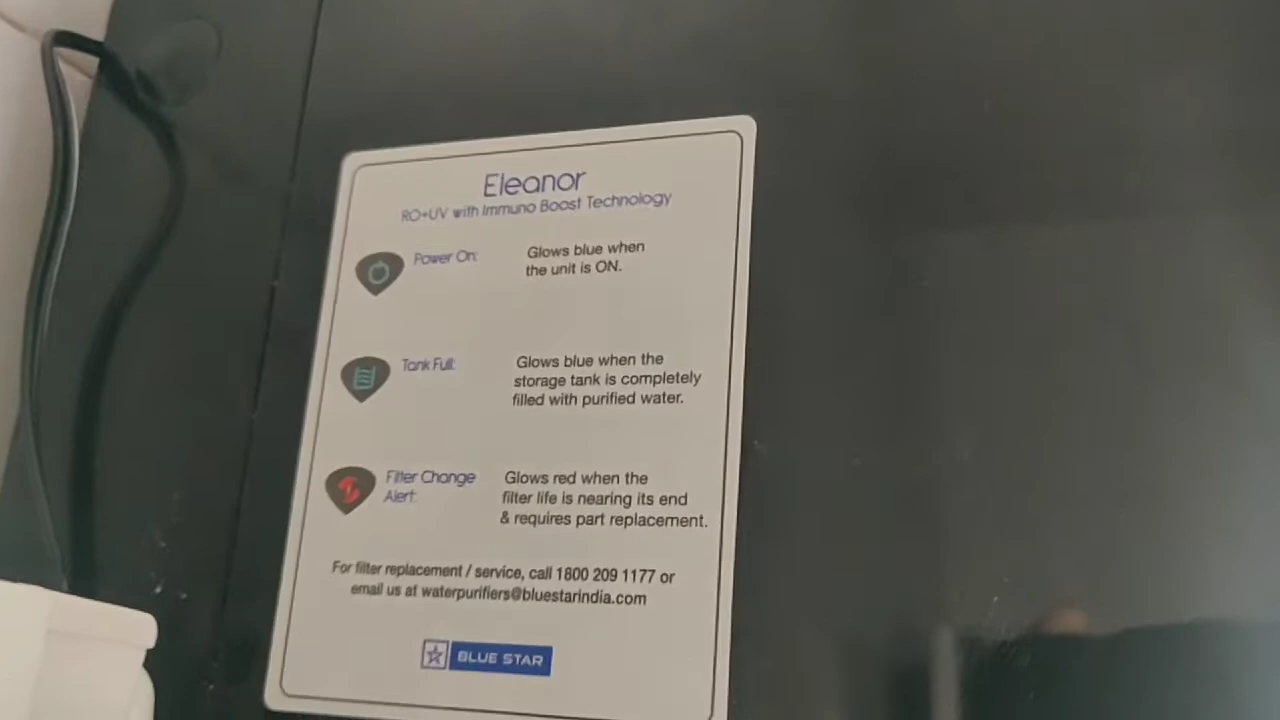 Eleanor
RO+UV with Immuno Boost Technology
Power On: Glows blue when
the unit is ON.
Tank Full: Glows blue when the
storage tank is completely
filled with purified water.
Filter Change Alert: Glows red when the
filter life is nearing its end
& requires part replacement.
For filter replacement / service, call 1800 209 1177 or
email us at waterpurifiers@bluestarindia.com
BLUE STAR